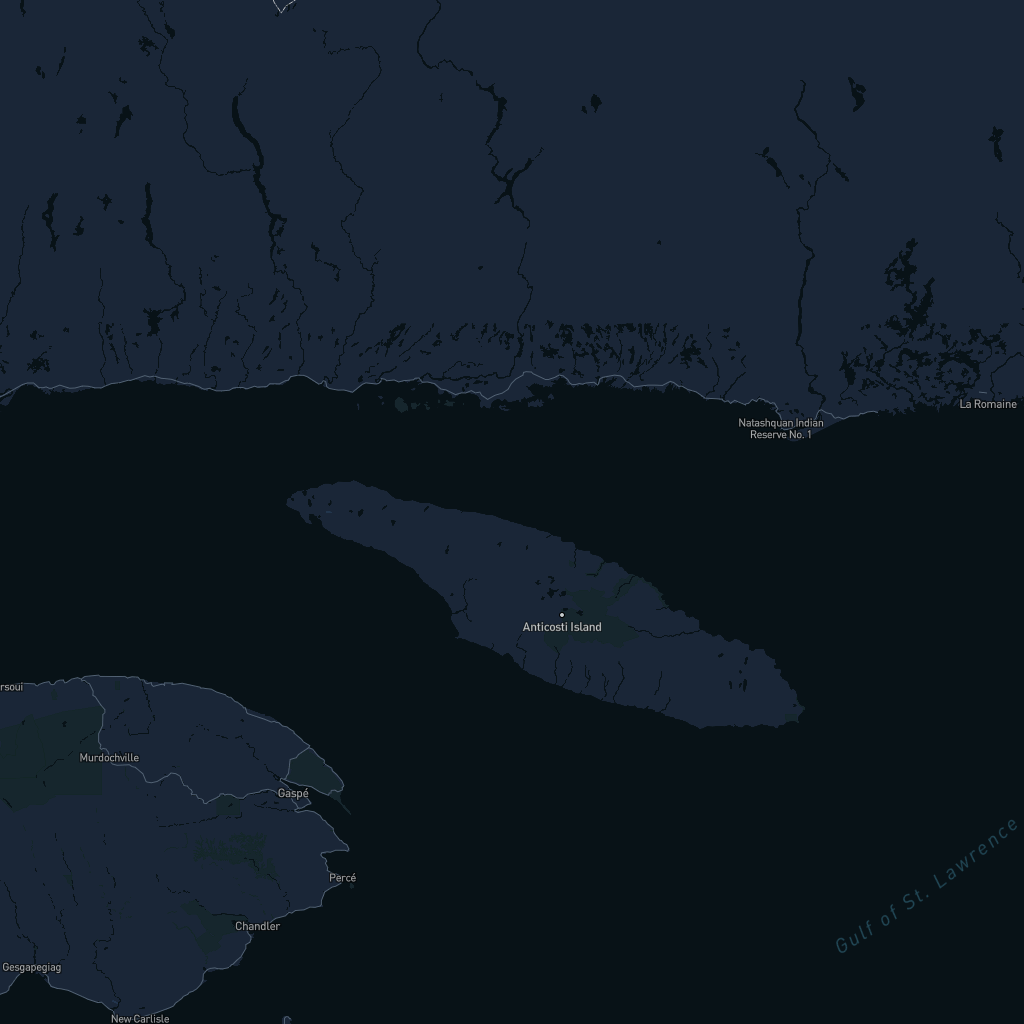 La Romaine
Natashquan Indian
Reserve No. 1
Anticosti Island
rsoui
Murdochville
Gaspé
Gulf of St. Lawrence
Percé
Chandler
Gesgapegiag
New Carlisle